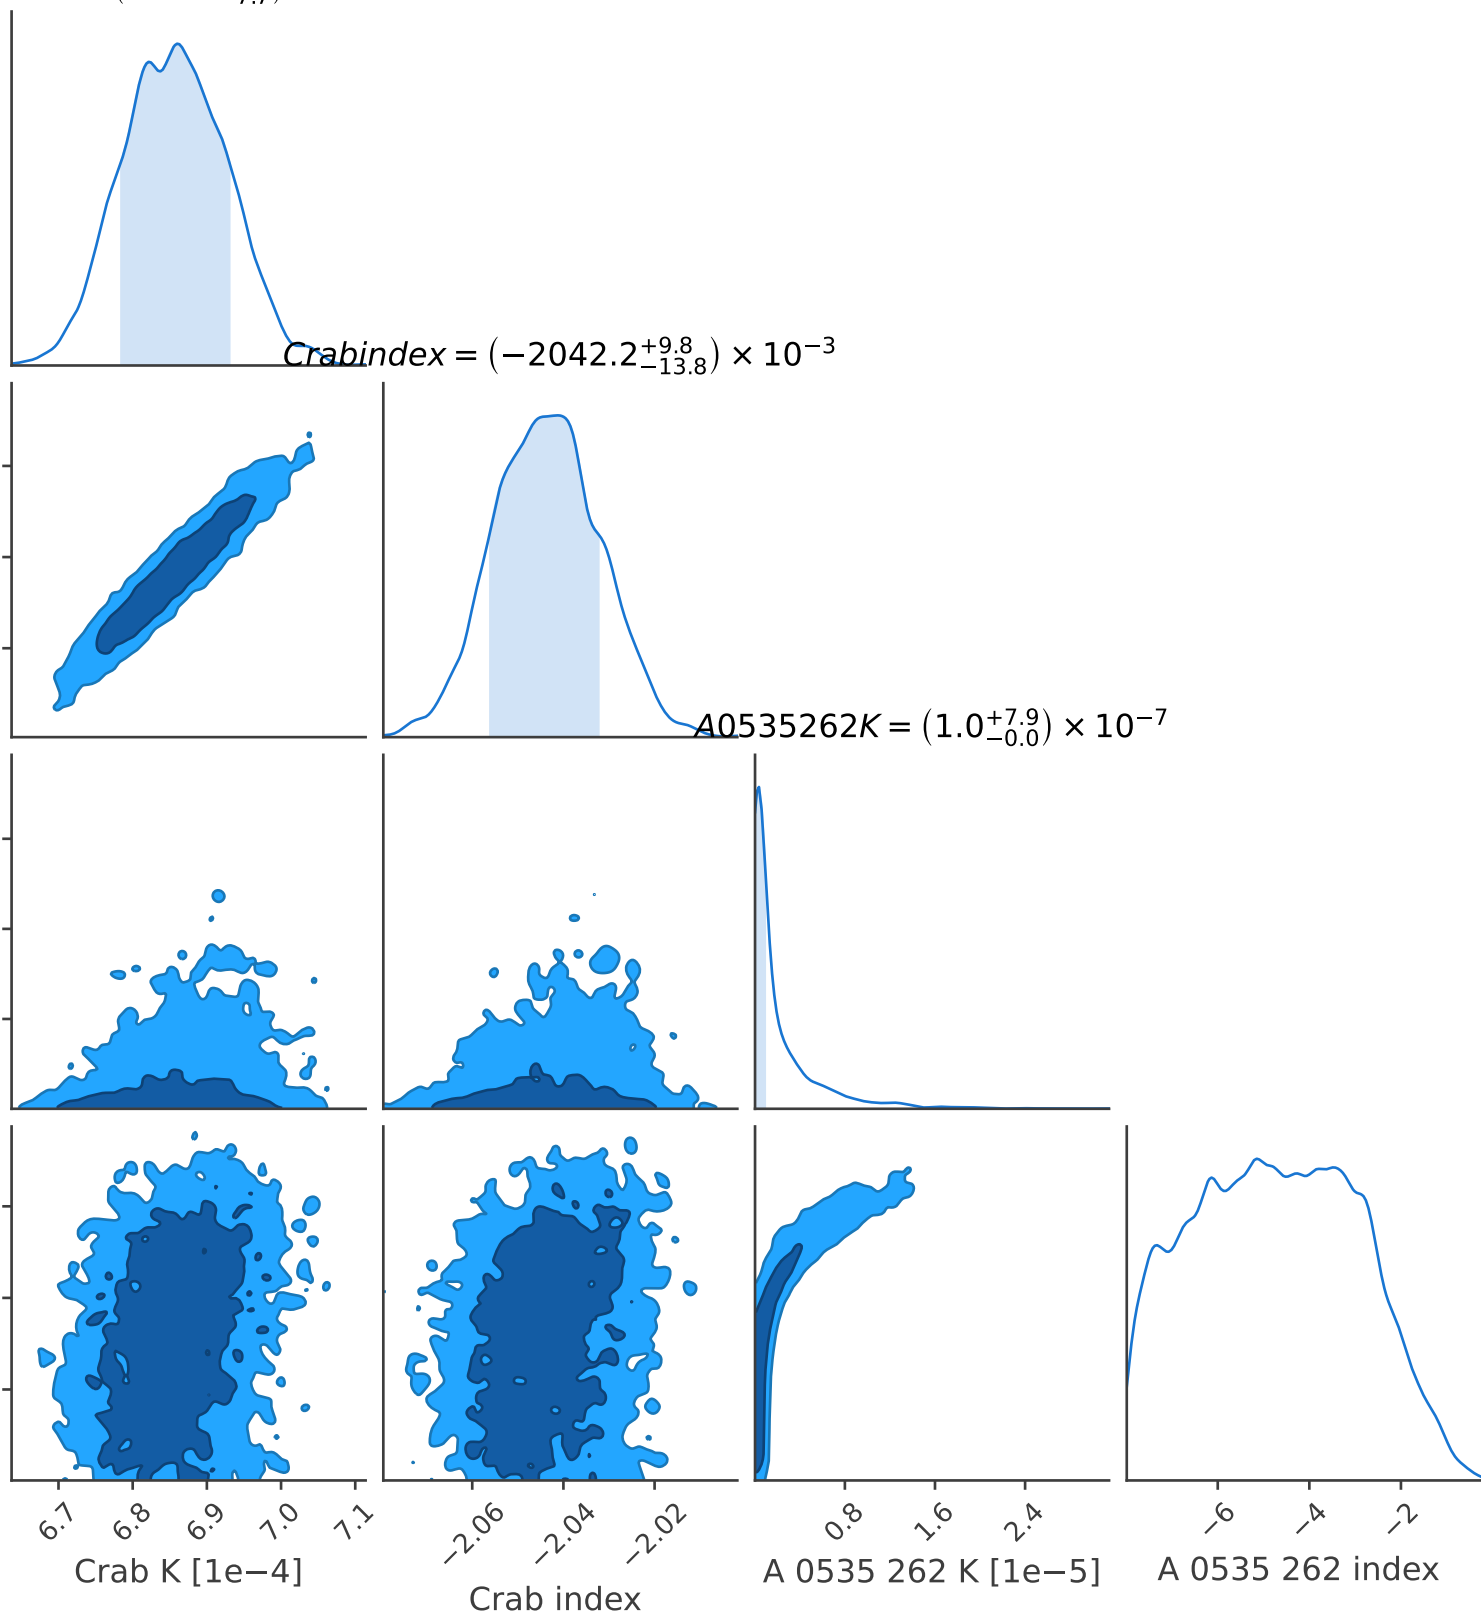 Crabindex = (−2042.2 +9.8 −13.8) × 10−3
A0535262K = (1.0 +7.9 −0.0) × 10−7
6.7 6.8 6.9 7.0 7.1
−2.06 −2.04 −2.02
0.8 1.6 2.4
−6 −4 −2
Crab K [1e−4]
Crab index
A 0535 262 K [1e−5]
A 0535 262 index